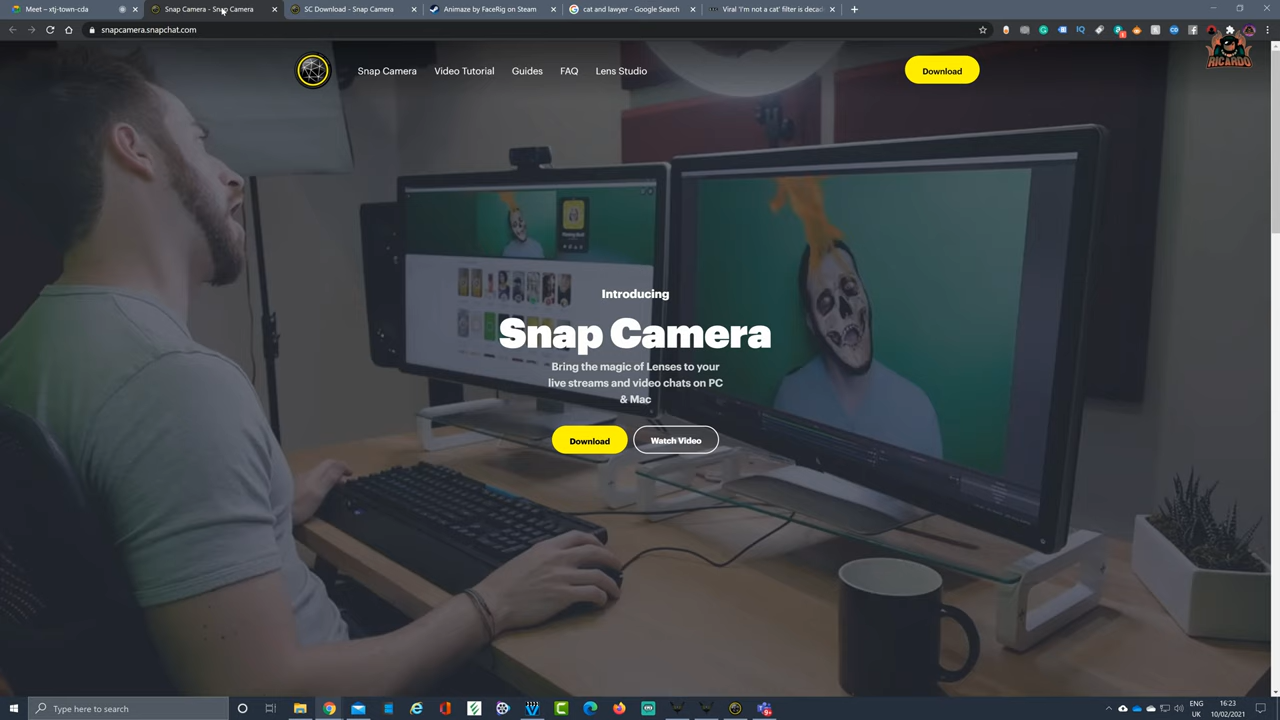 Meet – xtj-town-cda
Snap Camera - Snap Camera
SC Download - Snap Camera
Animaze by FaceRig on Steam
cat and lawyer - Google Search
Viral 'I'm not a cat' filter is decad
snapcamera.snapchat.com
RICARDO
Snap Camera
Video Tutorial
Guides
FAQ
Lens Studio
Download
Introducing
Snap Camera
Bring the magic of Lenses to your
live streams and video chats on PC
& Mac
Download
Watch Video
Type here to search
ENG
UK
16:23
10/02/2021